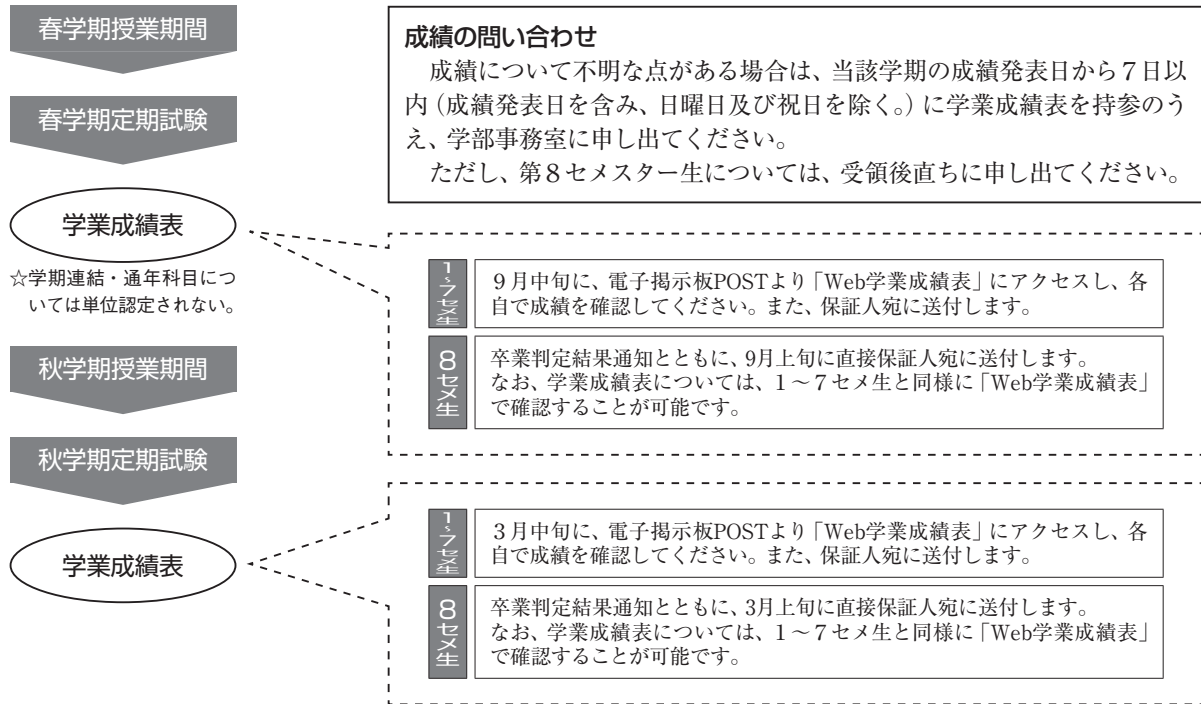 春学期授業期間
春学期定期試験
学業成績表
☆学期連結・通年科目につ
いては単位認定されない。
秋学期授業期間
秋学期定期試験
学業成績表
成績の問い合わせ
成績について不明な点がある場合は、当該学期の成績発表日から７日以
内（成績発表日を含み、日曜日及び祝日を除く。）に学業成績表を持参のう
え、学部事務室に申し出てください。
ただし、第８セメスター生については、受領後直ちに申し出てください。
1~7セメ生
９月中旬に、電子掲示板POSTより「Web学業成績表」にアクセスし、各
自で成績を確認してください。また、保証人宛に送付します。
8セメ生
卒業判定結果通知とともに、9月上旬に直接保証人宛に送付します。
なお、学業成績表については、１～７セメ生と同様に「Web学業成績表」
で確認することが可能です。
1~7セメ生
３月中旬に、電子掲示板POSTより「Web学業成績表」にアクセスし、各
自で成績を確認してください。また、保証人宛に送付します。
8セメ生
卒業判定結果通知とともに、3月上旬に直接保証人宛に送付します。
なお、学業成績表については、１～７セメ生と同様に「Web学業成績表」
で確認することが可能です。